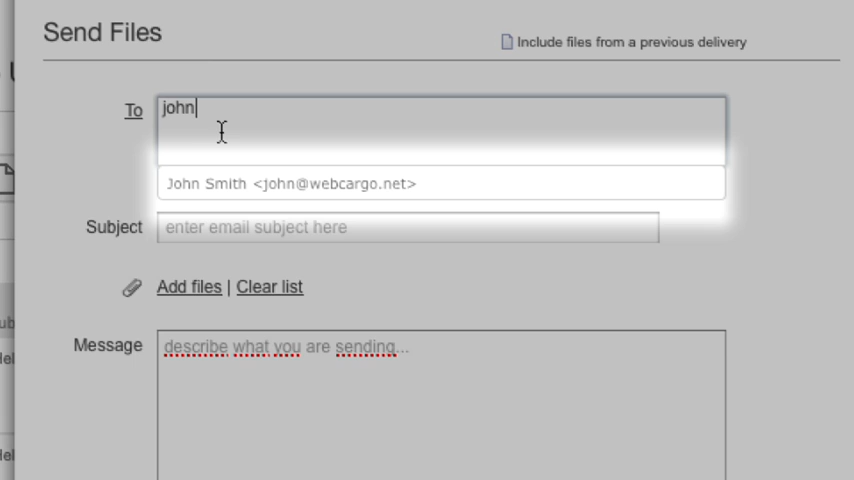 Send Files
Include files from a previous delivery
To
john
John Smith <john@webcargo.net>
Subject
enter email subject here
Add files | Clear list
Message
describe what you are sending...